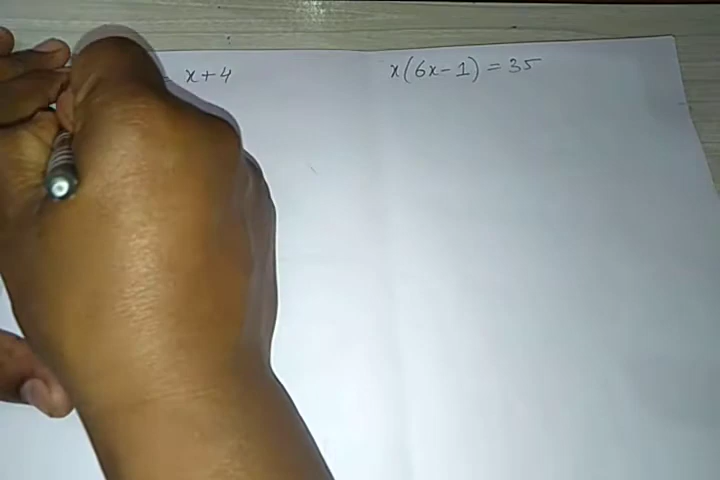 x+4
x(6x-1) = 35